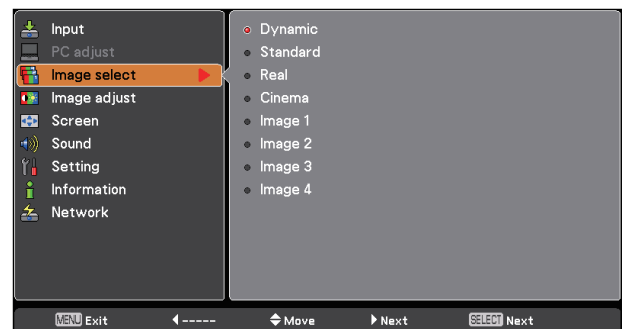 Input
PC adjust
Image select
Image adjust
Screen
Sound
Setting
Information
Network
Dynamic
Standard
Real
Cinema
Image 1
Image 2
Image 3
Image 4
MENU Exit ----- Move Next SELECT Next